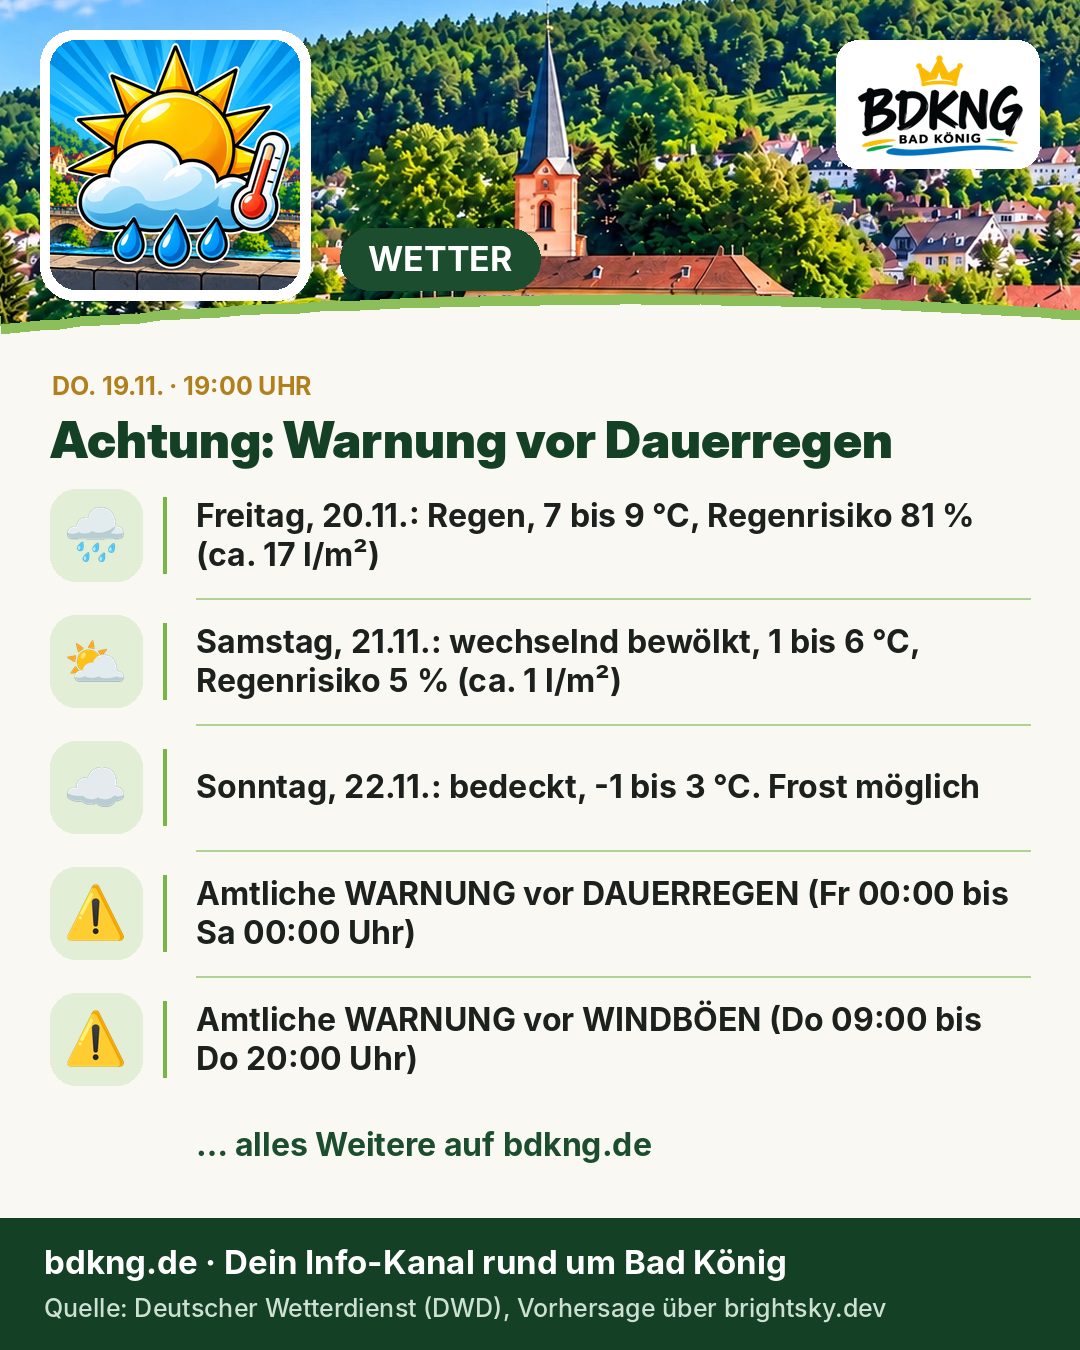 BDKNG
BAD KÖNIG
WETTER
DO. 19.11. · 19:00 UHR
Achtung: Warnung vor Dauerregen
Freitag, 20.11.: Regen, 7 bis 9 °C, Regenrisiko 81 %
(ca. 17 l/m²)
Samstag, 21.11.: wechselnd bewölkt, 1 bis 6 °C,
Regenrisiko 5 % (ca. 1 l/m²)
Sonntag, 22.11.: bedeckt, -1 bis 3 °C. Frost möglich
Amtliche WARNUNG vor DAUERREGEN (Fr 00:00 bis
Sa 00:00 Uhr)
Amtliche WARNUNG vor WINDBÖEN (Do 09:00 bis
Do 20:00 Uhr)
... alles Weitere auf bdkng.de
bdkng.de · Dein Info-Kanal rund um Bad König
Quelle: Deutscher Wetterdienst (DWD), Vorhersage über brightsky.dev